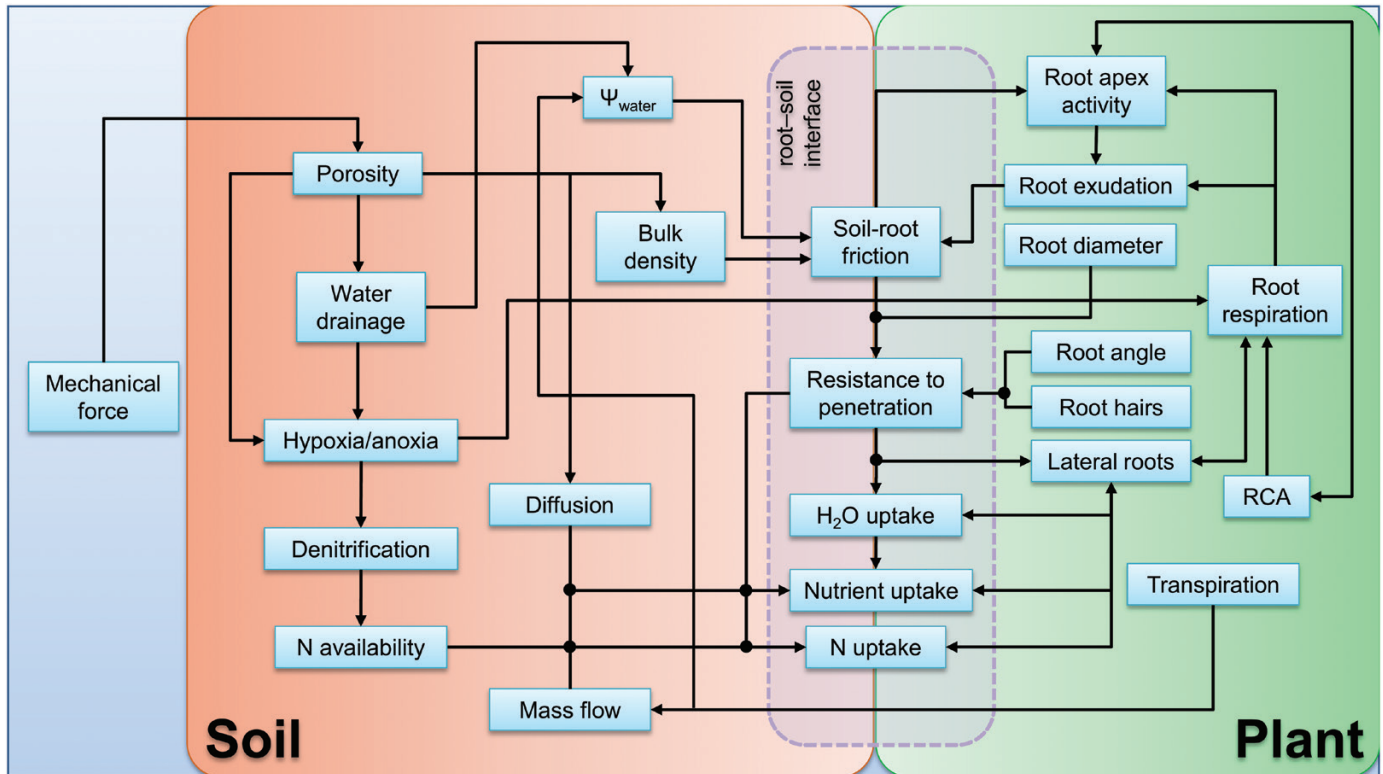 Ψwater
root–soil
interface
Root apex
activity
Porosity
Root exudation
Bulk
density
Soil-root
friction
Root diameter
Water
drainage
Root
respiration
Mechanical
force
Resistance to
penetration
Root angle
Root hairs
Hypoxia/anoxia
Lateral roots
RCA
Diffusion
H₂O uptake
Denitrification
Nutrient uptake
Transpiration
N availability
N uptake
Mass flow
Soil
Plant